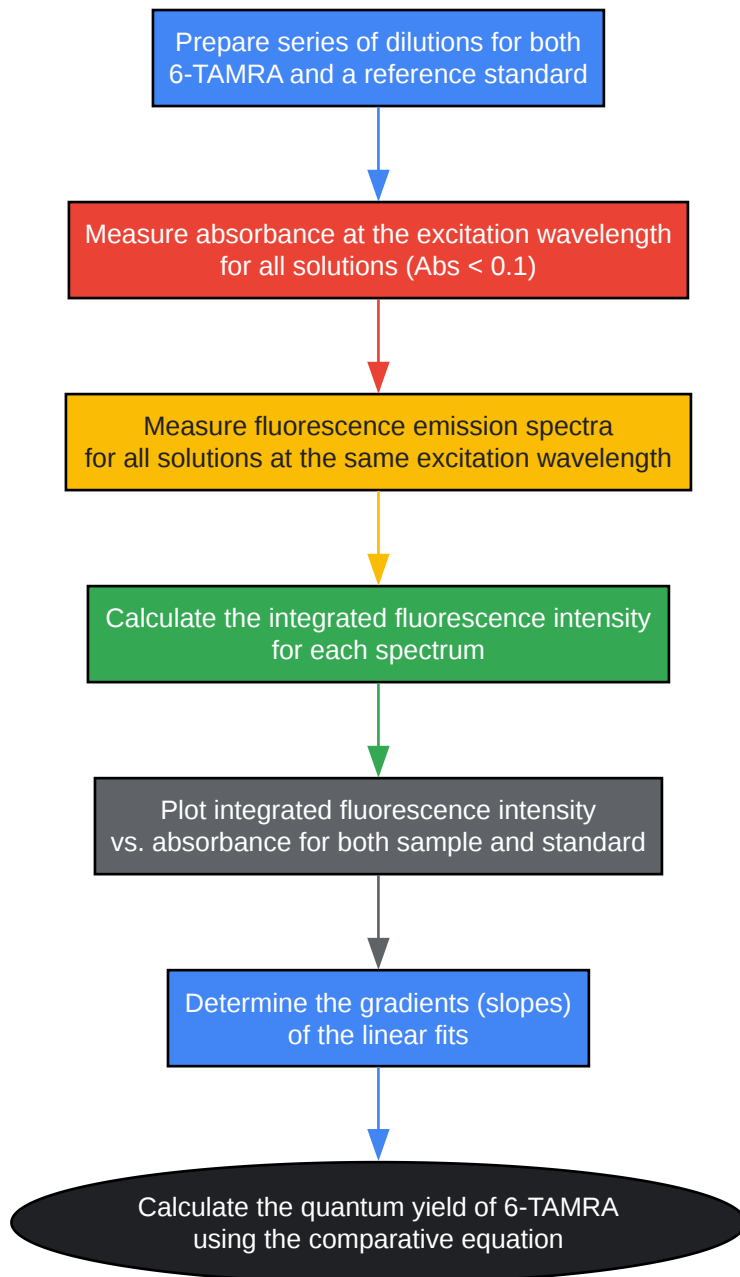 Prepare series of dilutions for both
6-TAMRA and a reference standard
Measure absorbance at the excitation wavelength
for all solutions (Abs < 0.1)
Measure fluorescence emission spectra
for all solutions at the same excitation wavelength
Calculate the integrated fluorescence intensity
for each spectrum
Plot integrated fluorescence intensity
vs. absorbance for both sample and standard
Determine the gradients (slopes)
of the linear fits
Calculate the quantum yield of 6-TAMRA
using the comparative equation